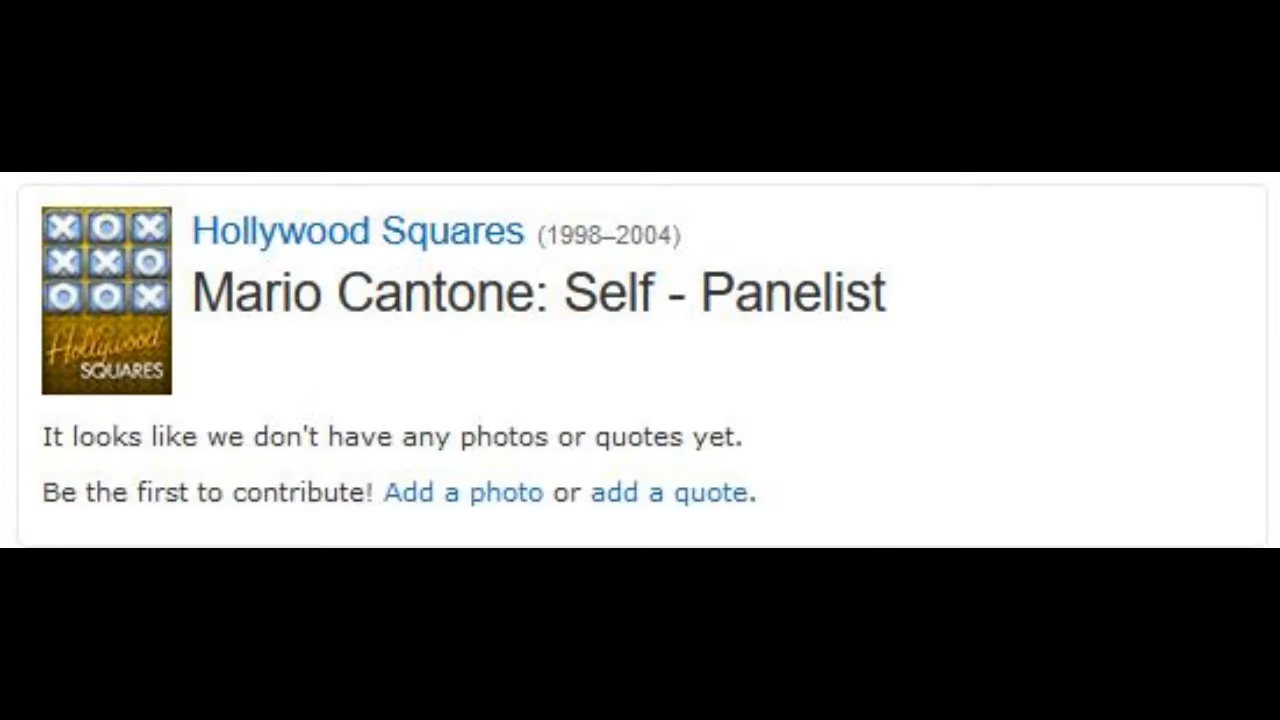 Hollywood Squares (1998–2004)
Mario Cantone: Self - Panelist
Hollywood
SQUARES
It looks like we don't have any photos or quotes yet.
Be the first to contribute! Add a photo or add a quote.